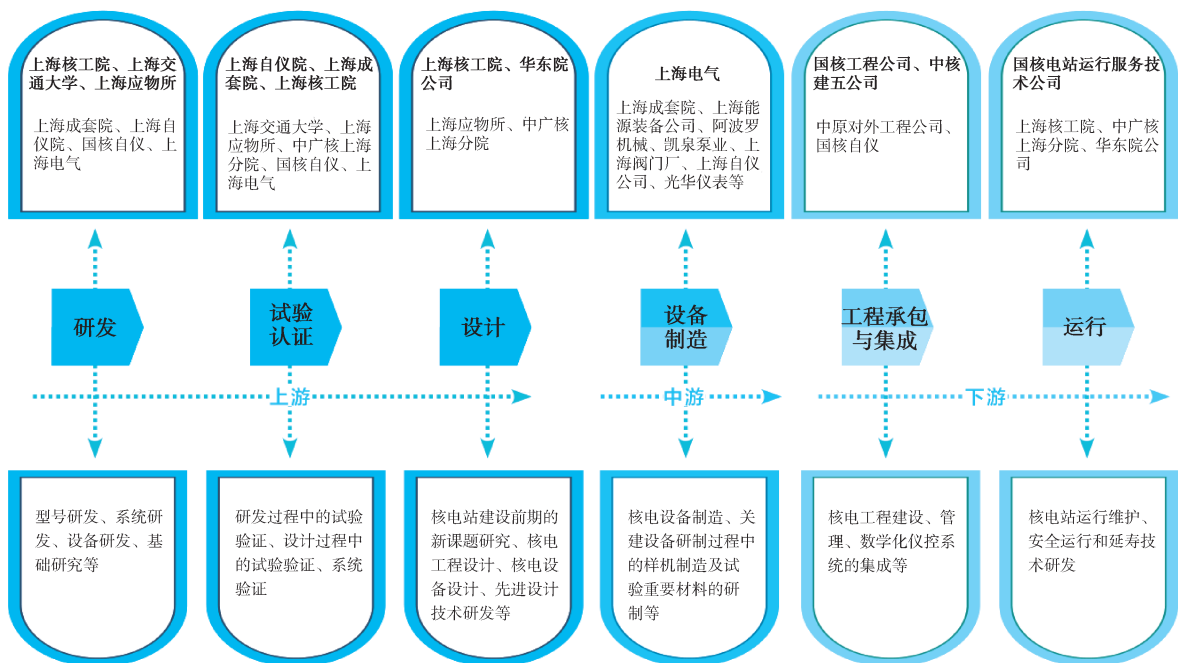 上海核工院、上海交
通大学、上海应物所
上海成套院、上海自
仪院、国核自仪、上
海电气
上海自仪院、上海成
套院、上海核工院
上海交通大学、上海
应物所、中广核上海
分院、国核自仪、上
海电气
上海核工院、华东院
公司
上海应物所、中广核
上海分院
上海电气
上海成套院、上海能
源装备公司、阿波罗
机械、凯泉泵业、上
海阀门厂、上海自仪
公司、光华仪表等
国核工程公司、中核
建五公司
中原对外工程公司、
国核自仪
国核电站运行服务技
术公司
上海核工院、中广核
上海分院、华东院公
司
研发
试验
认证
设计
设备
制造
工程承包
与集成
运行
上游
中游
下游
型号研发、系统研
发、设备研发、基
础研究等
研发过程中的试验
验证、设计过程中
的试验验证、系统
验证
核电站建设前期的
新课题研究、核电
工程设计、核电设
备设计、先进设计
技术研发等
核电设备制造、关
建设备研制过程中
的样机制造及试
验重要材料的研
制等
核电工程建设、管
理、数学化仪控系
统的集成等
核电站运行维护、
安全运行和延寿技
术研发